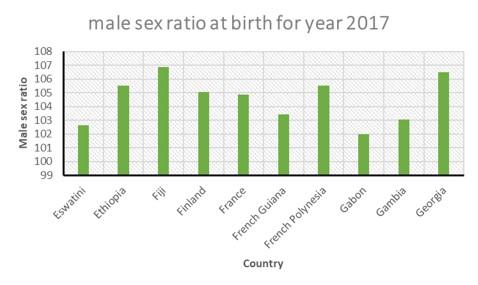 male sex ratio at birth for year 2017
Male sex ratio
108
107
106
105
104
103
102
101
100
99
Eswatini
Ethiopia
Fiji
Finland
France
French Guiana
French Polynesia
Gabon
Gambia
Georgia
Country